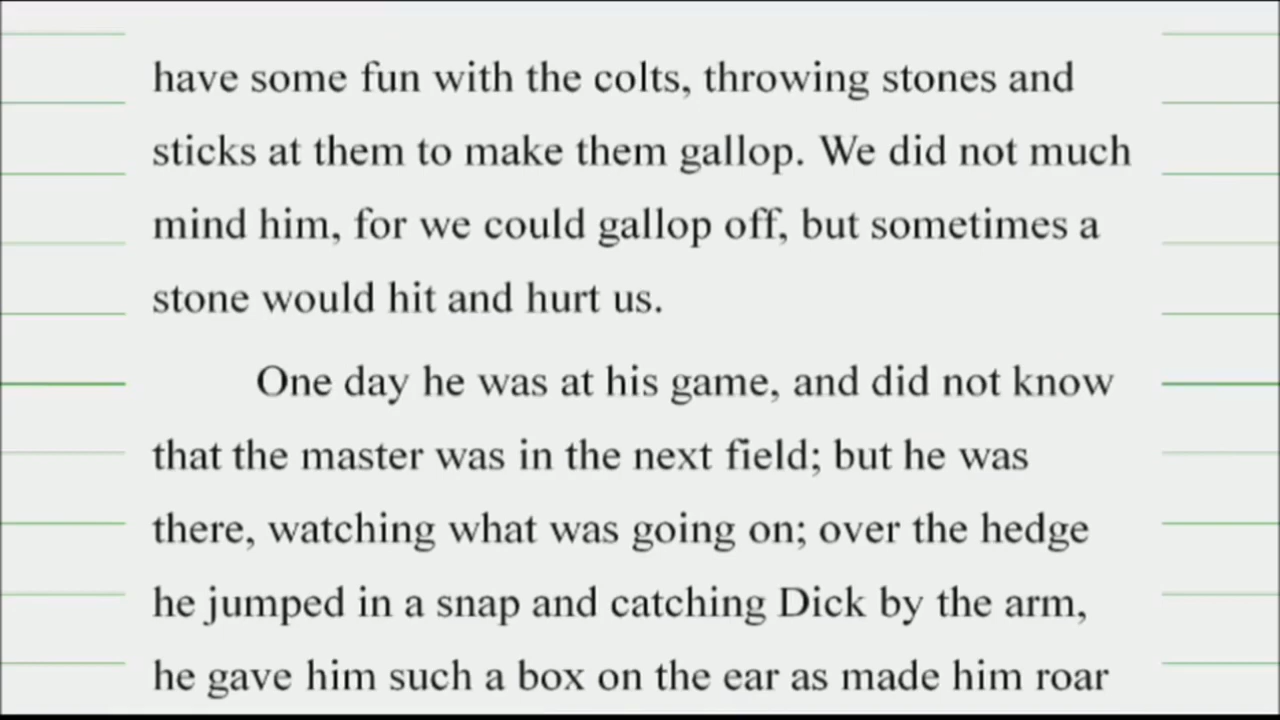 have some fun with the colts, throwing stones and
sticks at them to make them gallop. We did not much
mind him, for we could gallop off, but sometimes a
stone would hit and hurt us.
One day he was at his game, and did not know
that the master was in the next field; but he was
there, watching what was going on; over the hedge
he jumped in a snap and catching Dick by the arm,
he gave him such a box on the ear as made him roar